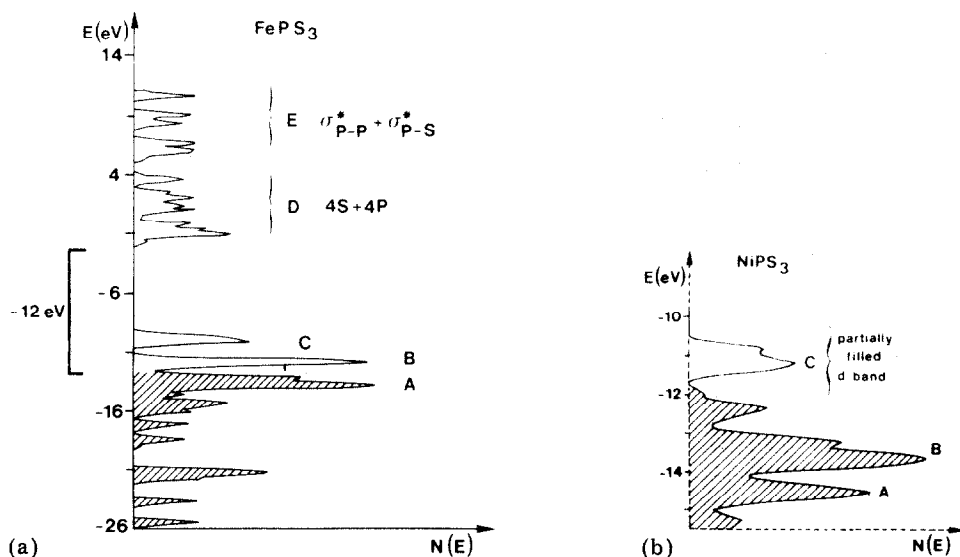 E(eV)
FePS3
14
E σ*P-P + σ*P-S
4
D 4S+4P
-6
-12 eV
C
B
A
-16
-26
(a)
N(E)
E(eV)
NiPS3
-10
C partially
filled
d band
-12
B
-14
A
(b)
N(E)